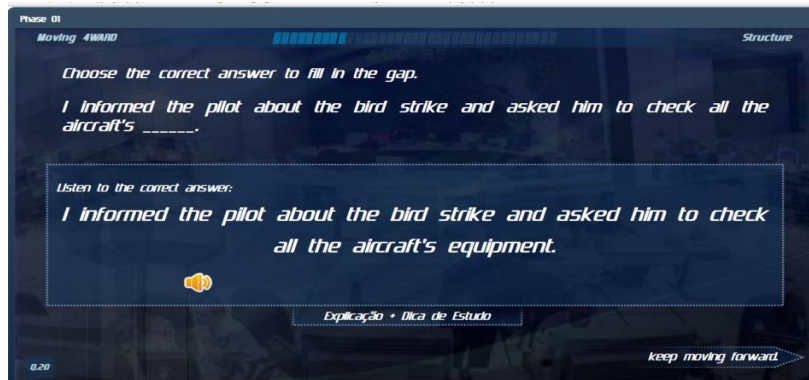 Phase 01
Moving 4WARD
Structure
Choose the correct answer to fill in the gap.
I informed the pilot about the bird strike and asked him to check all the
aircraft's ______.
Listen to the correct answer:
I informed the pilot about the bird strike and asked him to check
all the aircraft's equipment.
Explicação + Dica de Estudo
keep moving forward.
Q.20